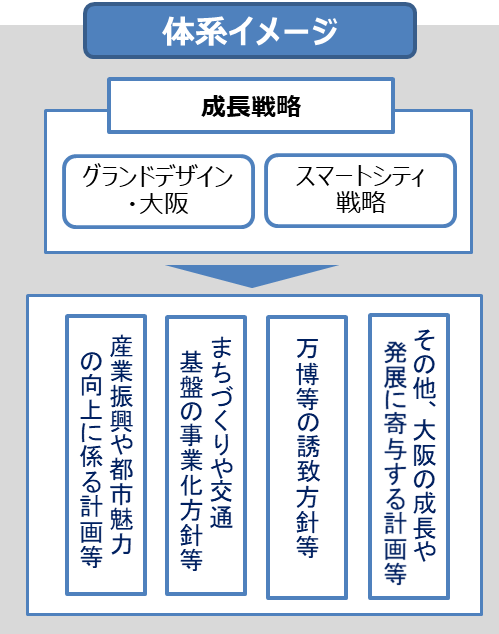 体系イメージ
成長戦略
グランドデザイン
・大阪
スマートシティ
戦略
産業振興や都市魅力
の向上に係る計画等
まちづくりや交通
基盤の事業化方針等
万博等の誘致方針等
その他、大阪の成長や
発展に寄与する計画等